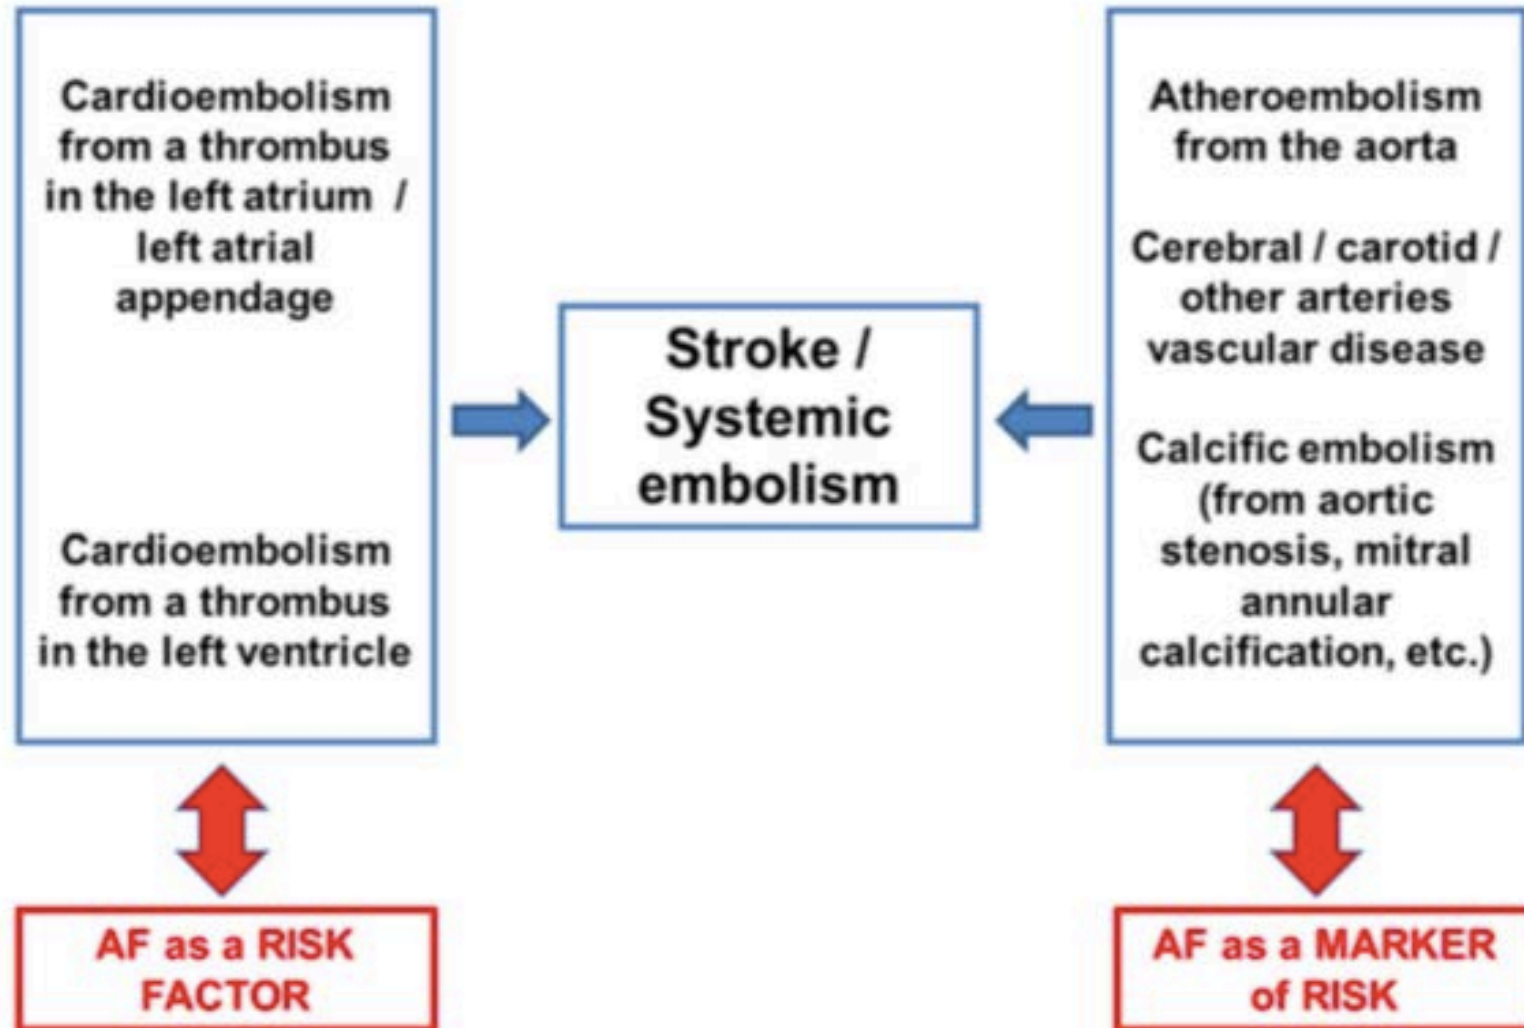 Cardioembolism
from a thrombus
in the left atrium /
left atrial
appendage
Cardioembolism
from a thrombus
in the left ventricle
Stroke /
Systemic
embolism
Atheroembolism
from the aorta
Cerebral / carotid /
other arteries
vascular disease
Calcific embolism
(from aortic
stenosis, mitral
annular
calcification, etc.)
AF as a RISK
FACTOR
AF as a MARKER
of RISK